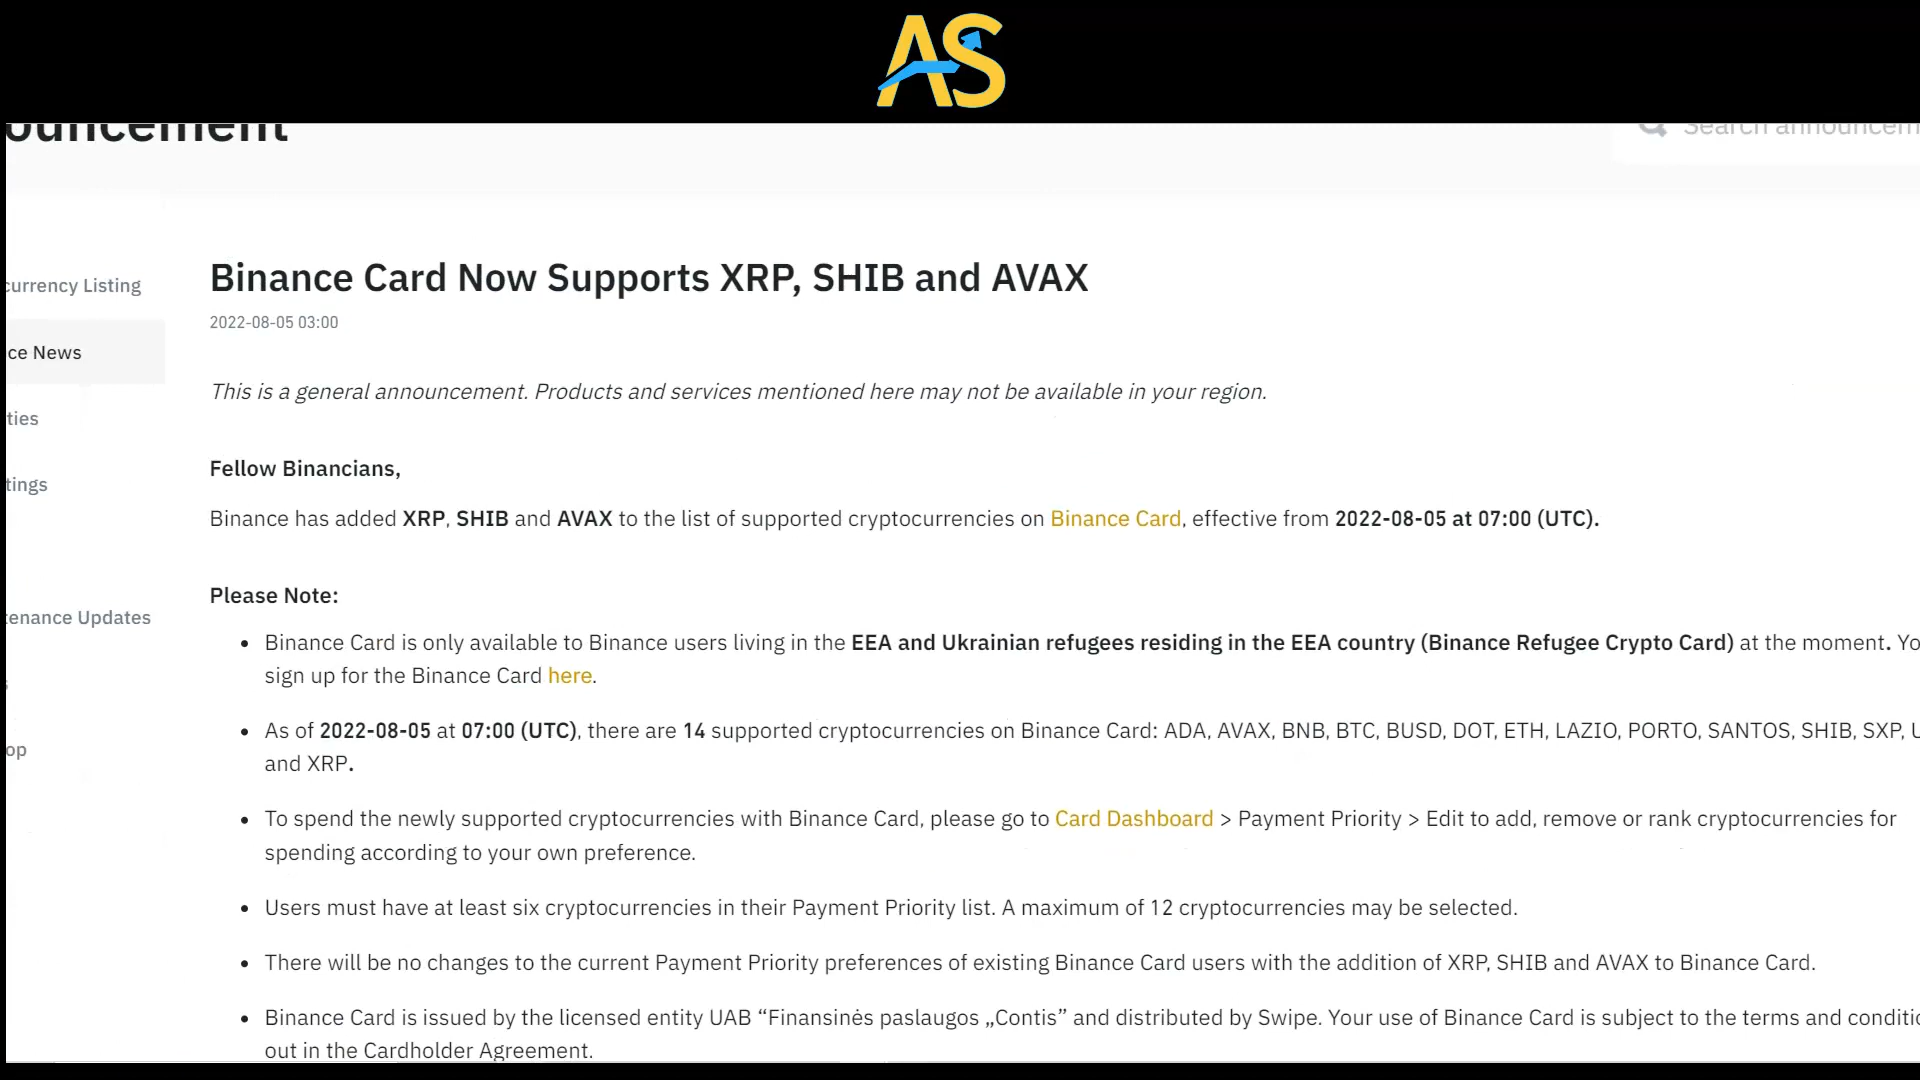 AS
Search
Binance Card Now Supports XRP, SHIB and AVAX
2022-08-05 03:00
currency Listing
ce News
ties
tings
tenance Updates
op
This is a general announcement. Products and services mentioned here may not be available in your region.
Fellow Binancians,
Binance has added XRP, SHIB and AVAX to the list of supported cryptocurrencies on Binance Card, effective from 2022-08-05 at 07:00 (UTC).
Please Note:
• Binance Card is only available to Binance users living in the EEA and Ukrainian refugees residing in the EEA country (Binance Refugee Crypto Card) at the moment. Yo
sign up for the Binance Card here.
• As of 2022-08-05 at 07:00 (UTC), there are 14 supported cryptocurrencies on Binance Card: ADA, AVAX, BNB, BTC, BUSD, DOT, ETH, LAZIO, PORTO, SANTOS, SHIB, SXP, U
and XRP.
• To spend the newly supported cryptocurrencies with Binance Card, please go to Card Dashboard > Payment Priority > Edit to add, remove or rank cryptocurrencies for
spending according to your own preference.
• Users must have at least six cryptocurrencies in their Payment Priority list. A maximum of 12 cryptocurrencies may be selected.
• There will be no changes to the current Payment Priority preferences of existing Binance Card users with the addition of XRP, SHIB and AVAX to Binance Card.
• Binance Card is issued by the licensed entity UAB “Finansinės paslaugos „Contis” and distributed by Swipe. Your use of Binance Card is subject to the terms and conditio
out in the Cardholder Agreement.